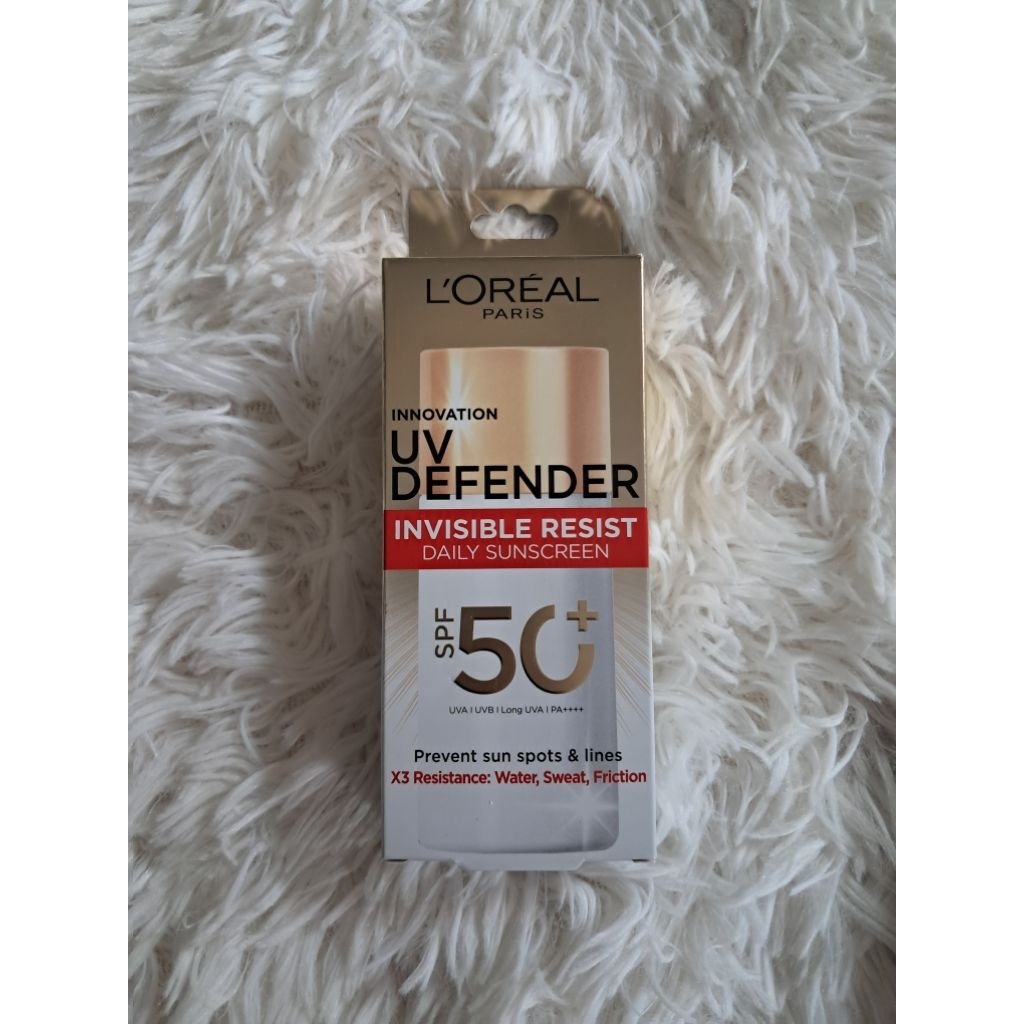 L'ORÉAL
PARiS
INNOVATION
UV
DEFENDER
INVISIBLE RESIST
DAILY SUNSCREEN
SPF 50+
UVA I UVB I Long UVA I PA++++
Prevent sun spots & lines
X3 Resistance: Water, Sweat, Friction